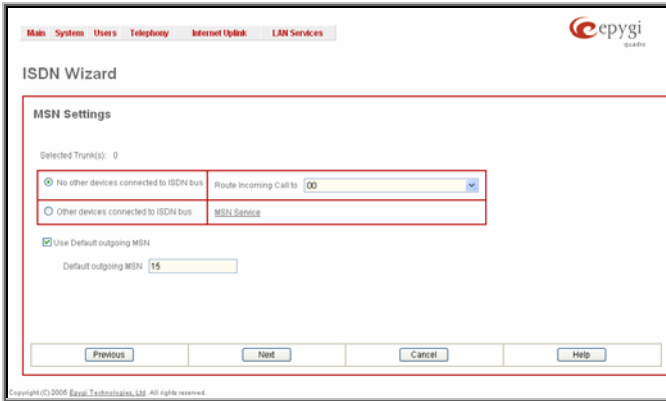 Main System Users Telephony Internet Uplink LAN Services
epygi
quadro
ISDN Wizard
MSN Settings
Selected Trunk(s): 0
No other devices connected to ISDN bus Route Incoming Call to 00
Other devices connected to ISDN bus MSN Service
Use Default outgoing MSN
Default outgoing MSN 15
Previous Next Cancel Help
Copyright (C) 2006 Epygi Technologies, Ltd. All rights reserved.